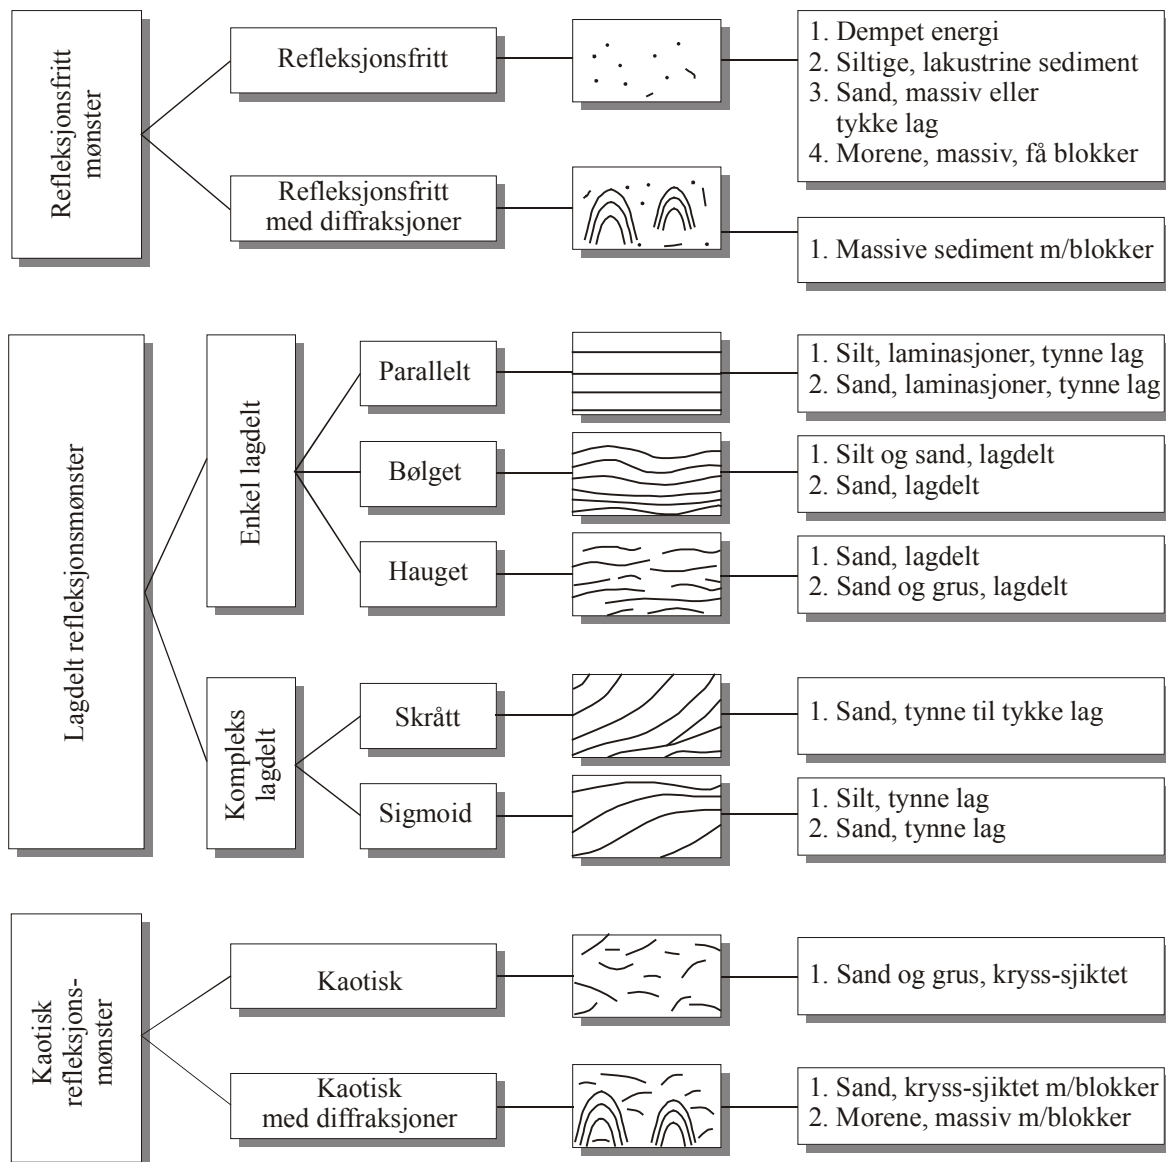 Refleksjonsfritt
mønster
Refleksjonsfritt
1. Dempet energi
2. Siltige, lakustrine sediment
3. Sand, massiv eller
tykke lag
4. Morene, massiv, få blokker
Refleksjonsfritt
med diffraksjoner
1. Massive sediment m/blokker
Lagdelt refleksjonsmønster
Enkel lagdelt
Parallelt
1. Silt, laminasjoner, tynne lag
2. Sand, laminasjoner, tynne lag
Bølget
1. Silt og sand, lagdelt
2. Sand, lagdelt
Hauget
1. Sand, lagdelt
2. Sand og grus, lagdelt
Kompleks
lagdelt
Skrått
1. Sand, tynne til tykke lag
Sigmoid
1. Silt, tynne lag
2. Sand, tynne lag
Kaotisk
refleksjons-
mønster
Kaotisk
1. Sand og grus, kryss-sjiktet
Kaotisk
med diffraksjoner
1. Sand, kryss-sjiktet m/blokker
2. Morene, massiv m/blokker